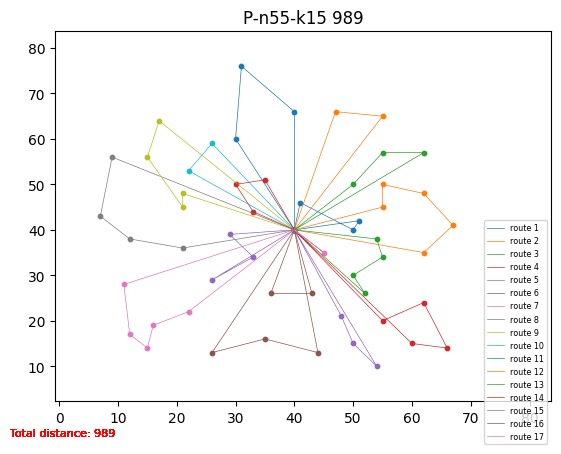 P-n55-k15 989
80
70
60
50
40
30
20
10
0 10 20 30 40 50 60 70 80
route 1
route 2
route 3
route 4
route 5
route 6
route 7
route 8
route 9
route 10
route 11
route 12
route 13
route 14
route 15
route 16
route 17
Total distance: 989